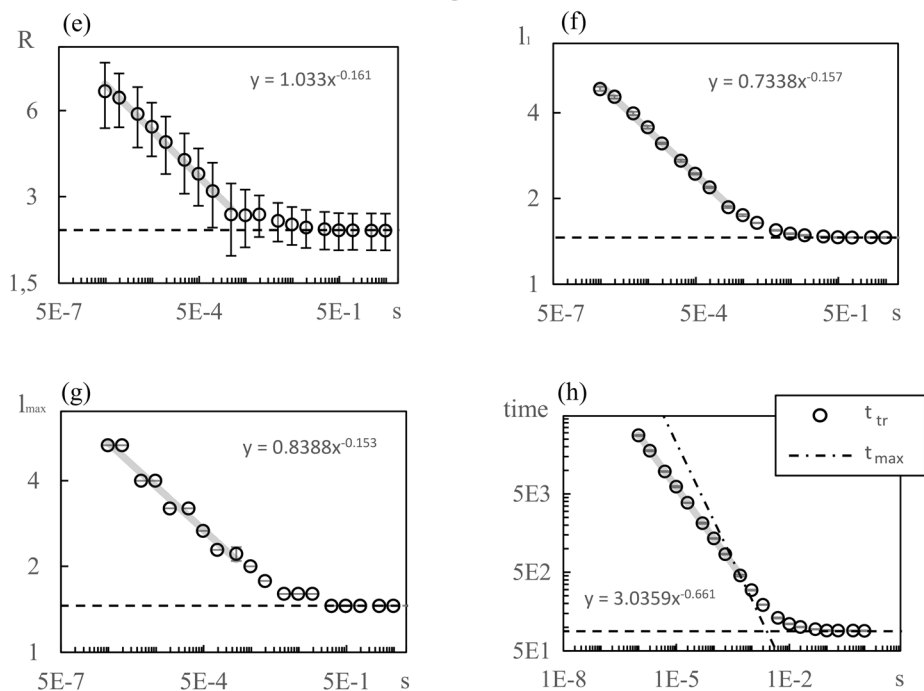 (e)
R
6
3
1,5
y = 1.033x-0.161
5E-7 5E-4 5E-1 s
(f)
l1
4
2
1
y = 0.7338x-0.157
5E-7 5E-4 5E-1 s
(g)
lmax
4
2
1
y = 0.8388x-0.153
5E-7 5E-4 5E-1 s
(h)
time
5E3
5E2
5E1
t tr
t max
y = 3.0359x-0.661
1E-8 1E-5 1E-2 s